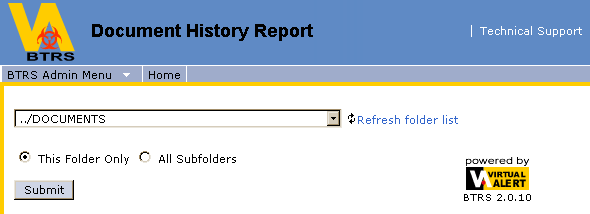 BTRS
Document History Report
Technical Support
BTRS Admin Menu Home
../DOCUMENTS
Refresh folder list
This Folder Only All Subfolders
Submit
powered by
VIRTUAL
ALERT
BTRS 2.0.10